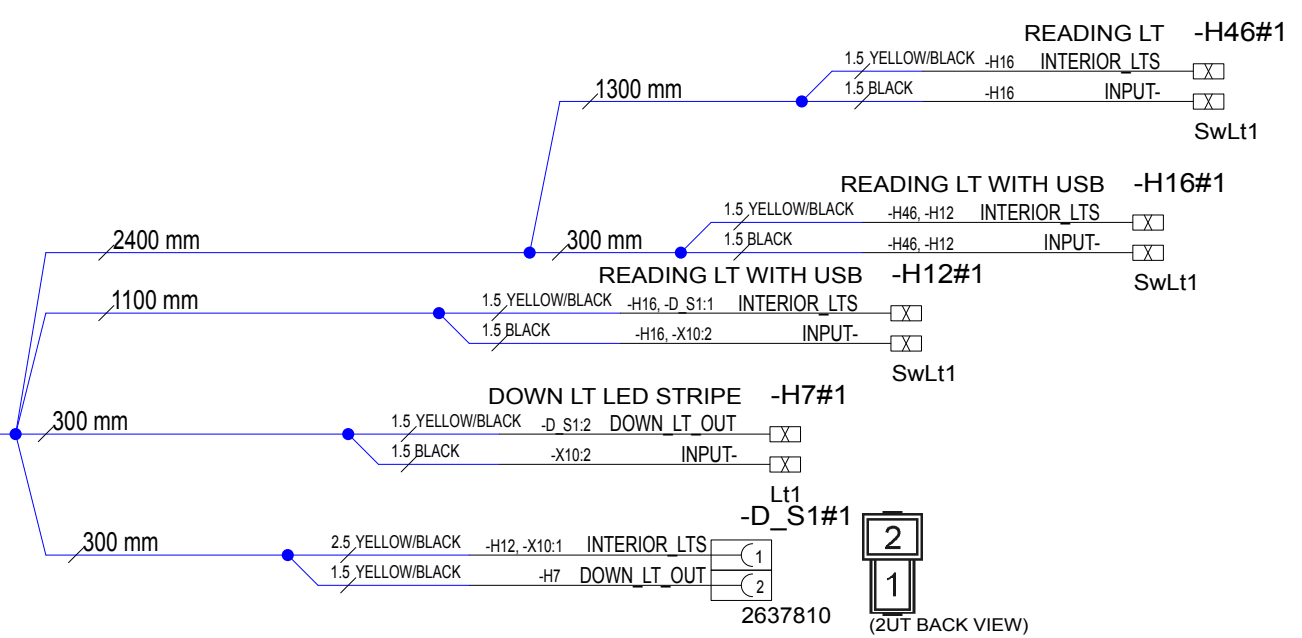 READING LT -H46#1
1.5 YELLOW/BLACK -H16 INTERIOR_LTS X
1300 mm 1.5 BLACK -H16 INPUT- X
SwLt1
READING LT WITH USB -H16#1
1.5 YELLOW/BLACK -H46, -H12 INTERIOR_LTS X
2400 mm 300 mm 1.5 BLACK -H46, -H12 INPUT- X
READING LT WITH USB -H12#1 SwLt1
1100 mm 1.5 YELLOW/BLACK -H16, -D_S1:1 INTERIOR_LTS X
1.5 BLACK -H16, -X10:2 INPUT- X
SwLt1
DOWN LT LED STRIPE -H7#1
300 mm 1.5 YELLOW/BLACK -D_S1:2 DOWN_LT_OUT X
1.5 BLACK -X10:2 INPUT- X
Lt1
-D_S1#1
300 mm 2.5 YELLOW/BLACK -H12, -X10:1 INTERIOR_LTS 1 2
1.5 YELLOW/BLACK -H7 DOWN_LT_OUT 2 1
2637810 (2UT BACK VIEW)